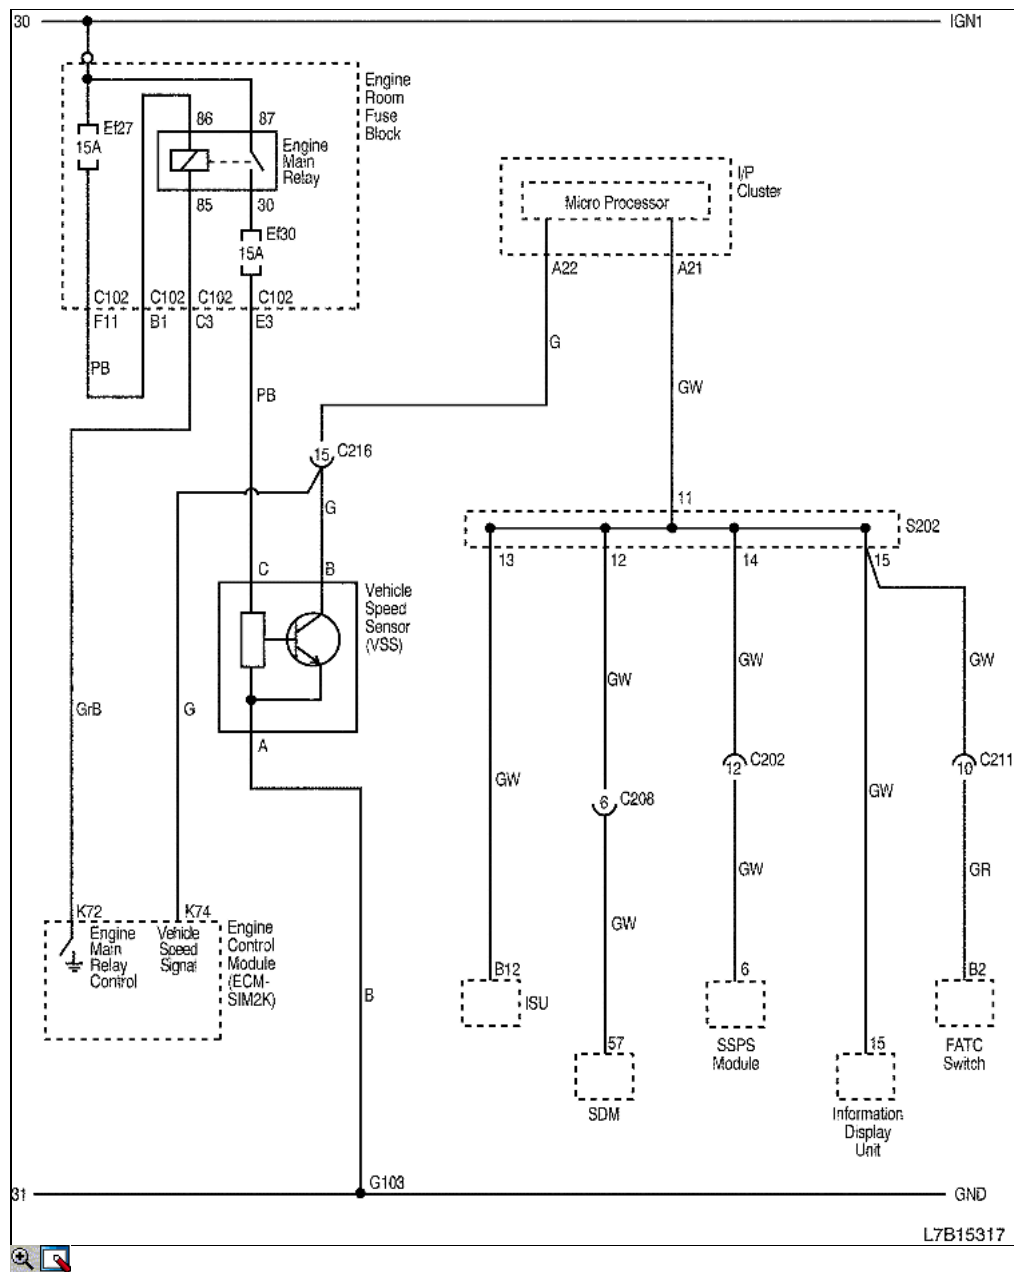 30
IGN1
Engine
Room
Fuse
Block
Ef27
15A
86
87
Engine
Main
Relay
85
30
Ef30
15A
C102
C102
C102
C102
F11
B1
C3
E3
PB
PB
I/P
Cluster
Micro Processor
A22
A21
G
GW
15
C216
G
11
S202
13
12
14
15
C
B
Vehicle
Speed
Sensor
(VSS)
A
GrB
G
GW
GW
GW
GW
GW
6
C208
12
C202
10
C211
GW
GW
GR
K72
K74
Engine
Main
Relay
Control
Vehicle
Speed
Signal
Engine
Control
Module
(ECM-
SIM2K)
B
B12
ISU
57
SDM
6
SSPS
Module
15
Information
Display
Unit
B2
FATC
Switch
31
G103
GND
L7B15317